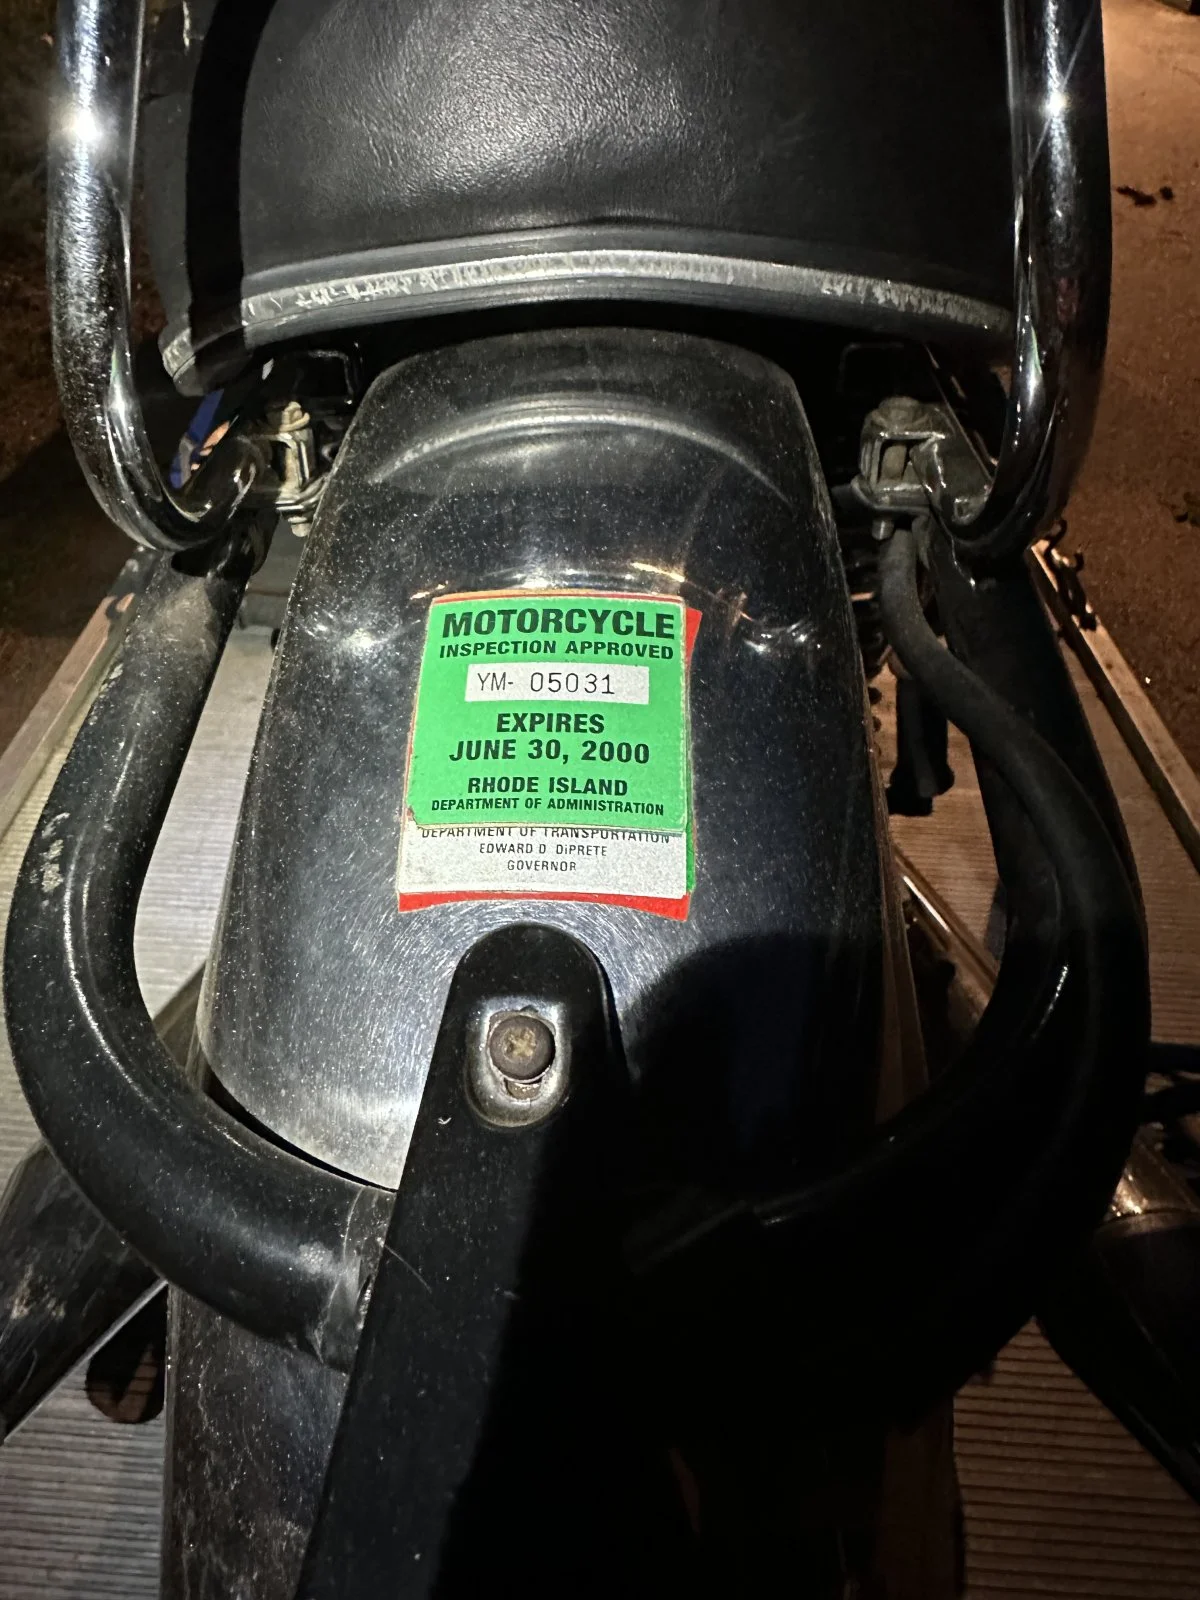 MOTORCYCLE
INSPECTION APPROVED
YM- 05031
EXPIRES
JUNE 30, 2000
RHODE ISLAND
DEPARTMENT OF ADMINISTRATION
DEPARTMENT OF TRANSPORTATION
EDWARD D DiPRETE
GOVERNOR